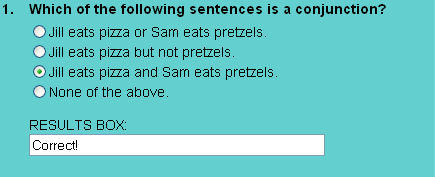 1. Which of the following sentences is a conjunction?
Jill eats pizza or Sam eats pretzels.
Jill eats pizza but not pretzels.
Jill eats pizza and Sam eats pretzels.
None of the above.
RESULTS BOX:
Correct!